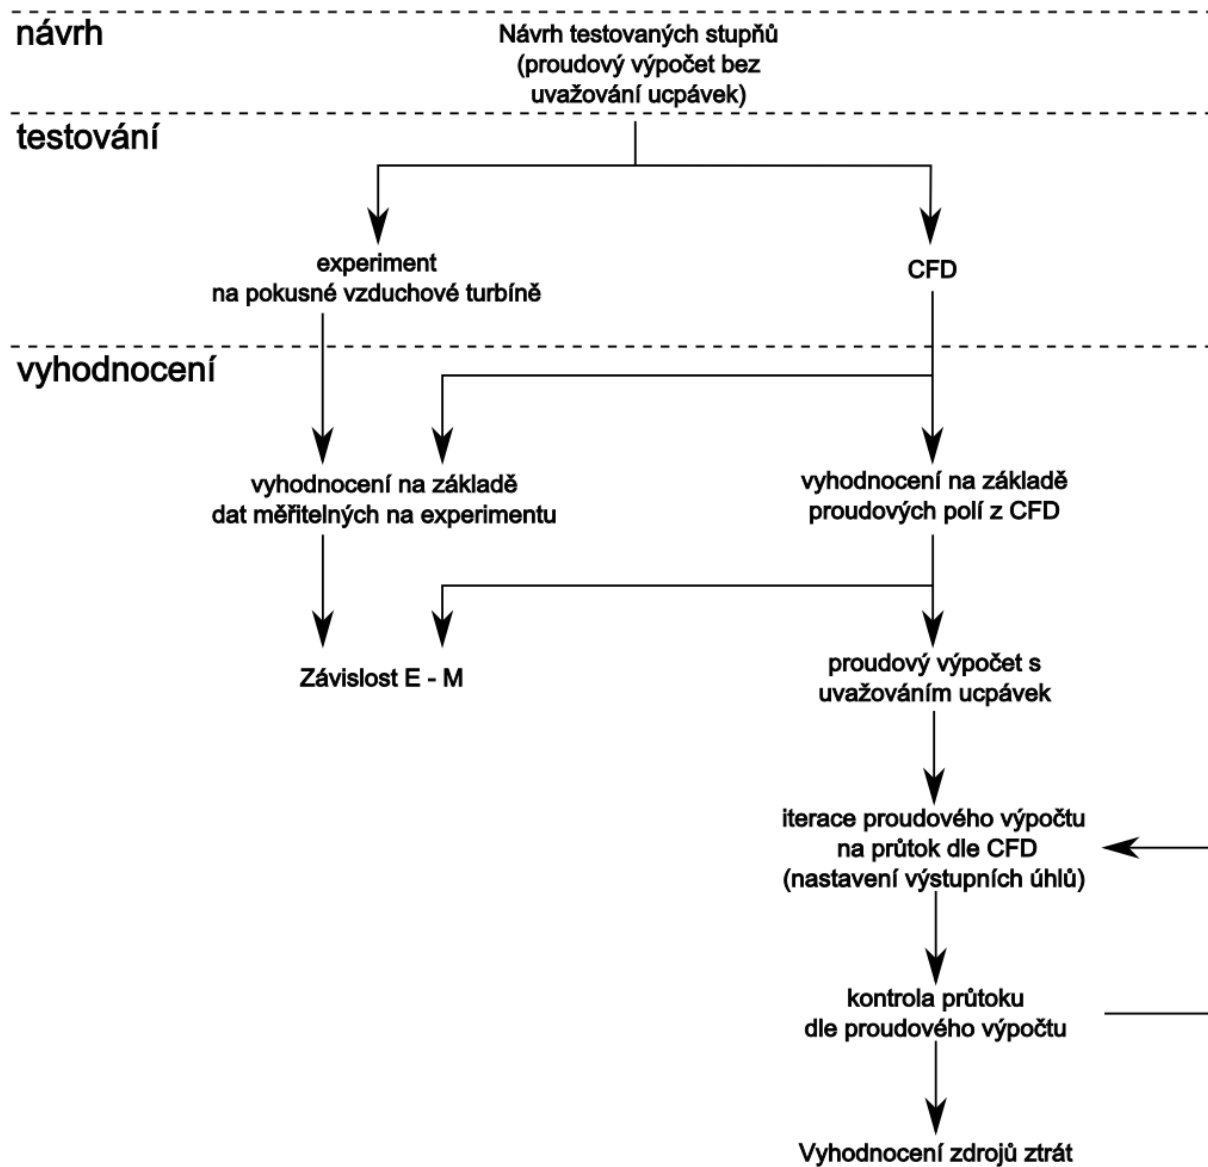 návrh
Návrh testovaných stupňů
(proudový výpočet bez
uvažování ucpávek)
testování
experiment
na pokusné vzduchové turbíně
CFD
vyhodnocení
vyhodnocení na základě
dat měřitelných na experimentu
vyhodnocení na základě
proudových polí z CFD
Závislost E - M
proudový výpočet s
uvažováním ucpávek
iterace proudového výpočtu
na průtok dle CFD
(nastavení výstupních úhlů)
kontrola průtoku
dle proudového výpočtu
Vyhodnocení zdrojů ztrát